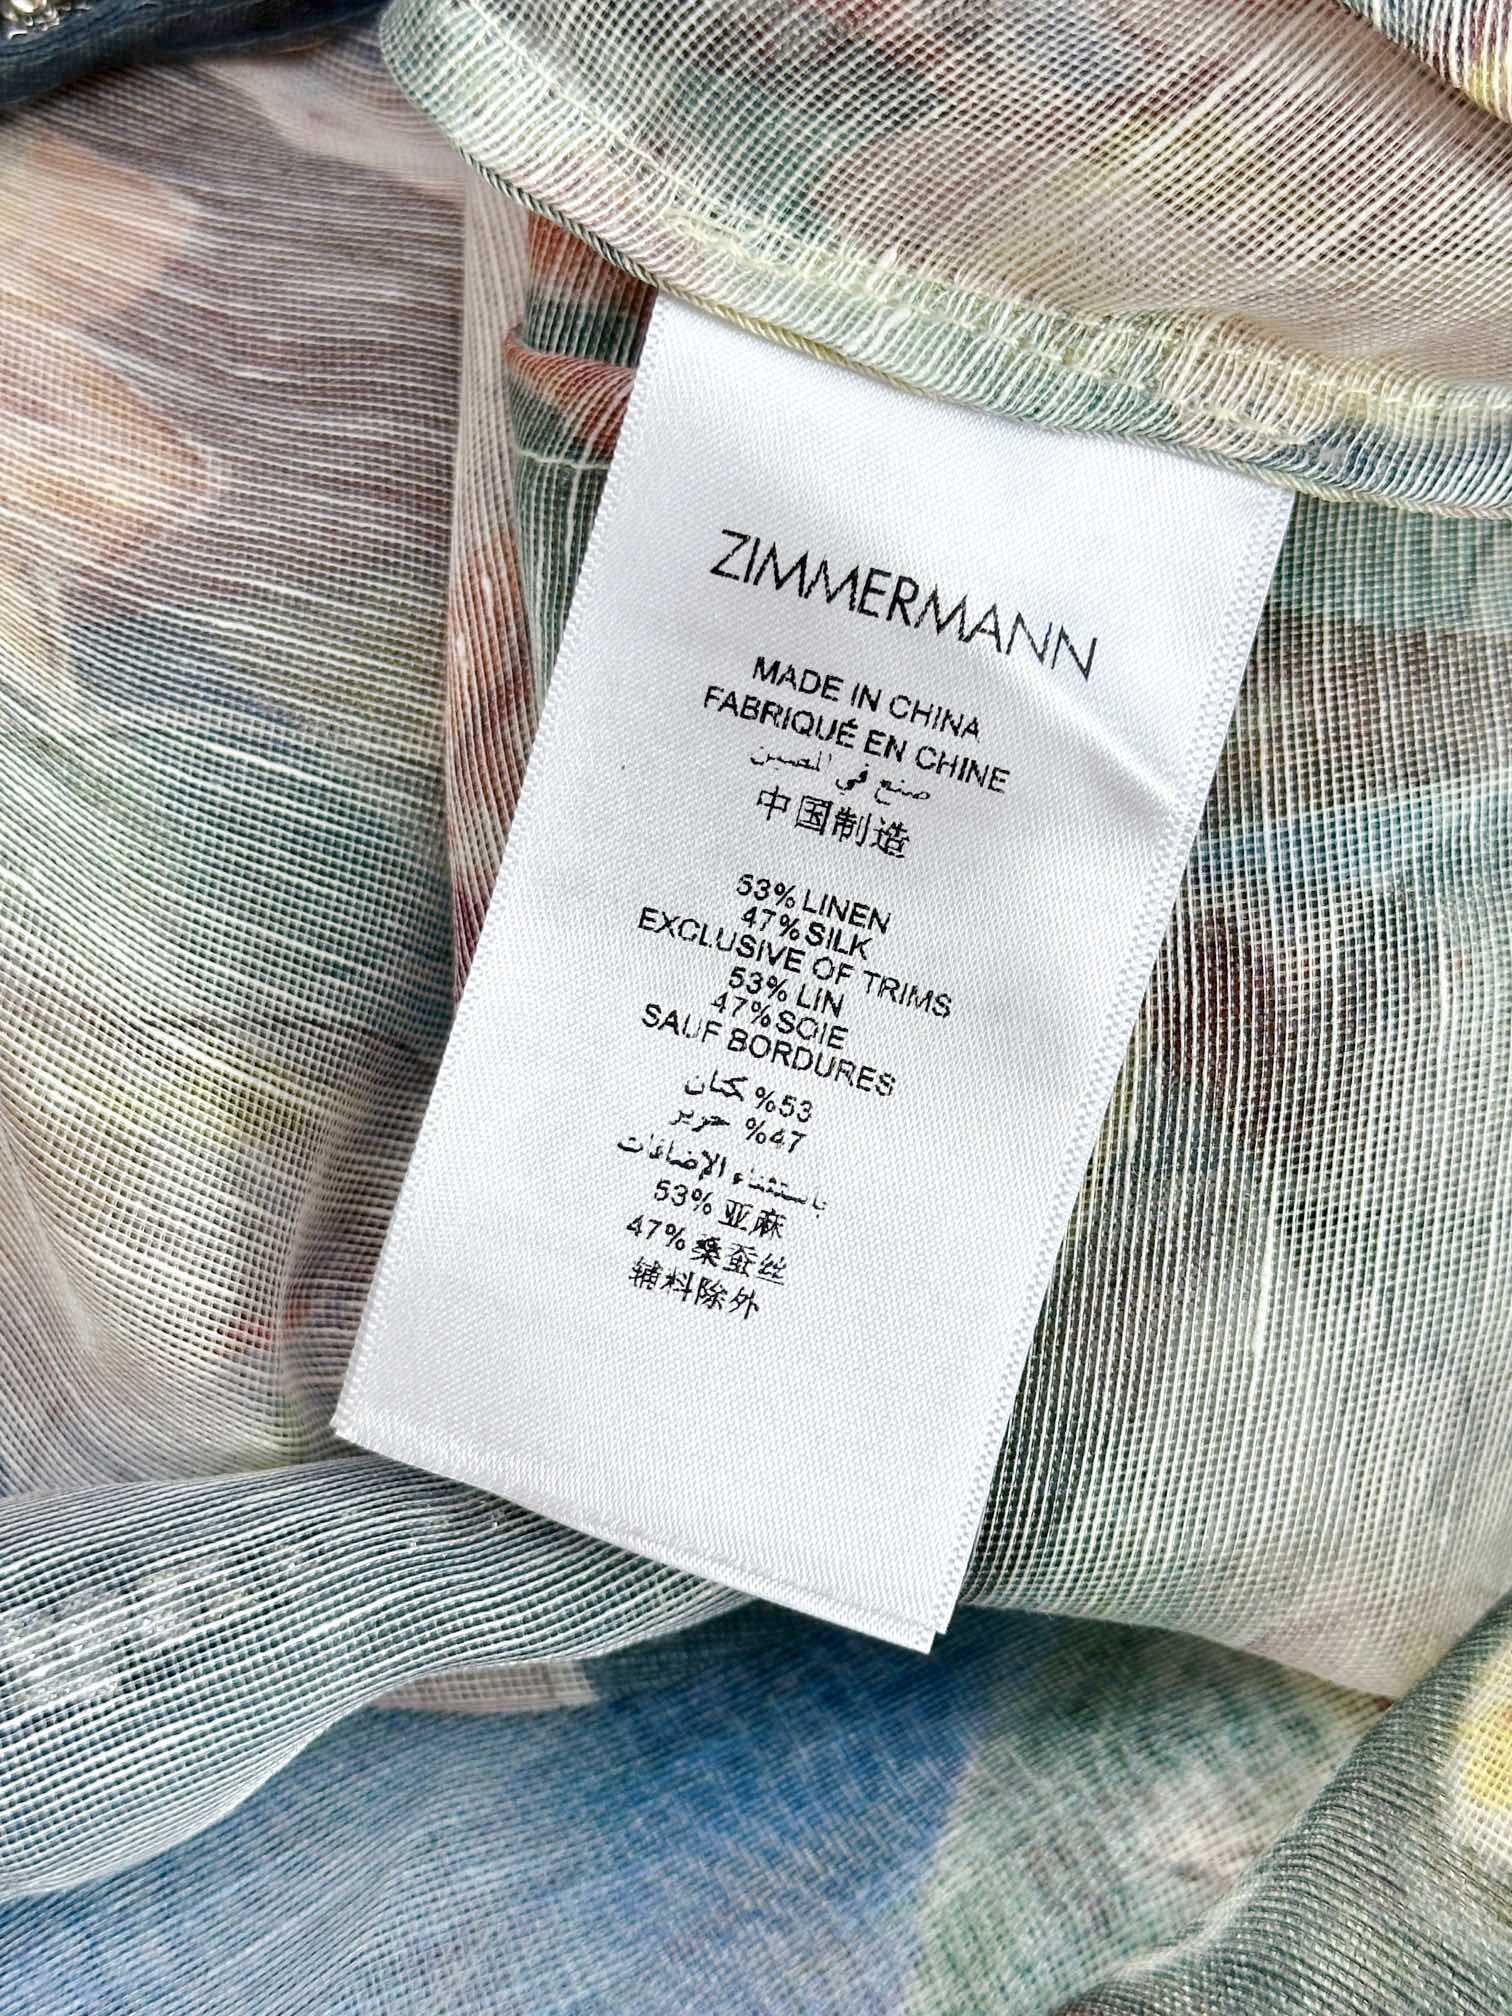 ZIMMERMANN
MADE IN CHINA
FABRIQUÉ EN CHINE
صنع في الصين
中国制造
53% LINEN
47% SILK
EXCLUSIVE OF TRIMS
53% LIN
47% SOIE
SAUF BORDURES
%53 كتان
%47 حرير
باستثناء الإضافات
53% 亚麻
47% 桑蚕丝
辅料除外